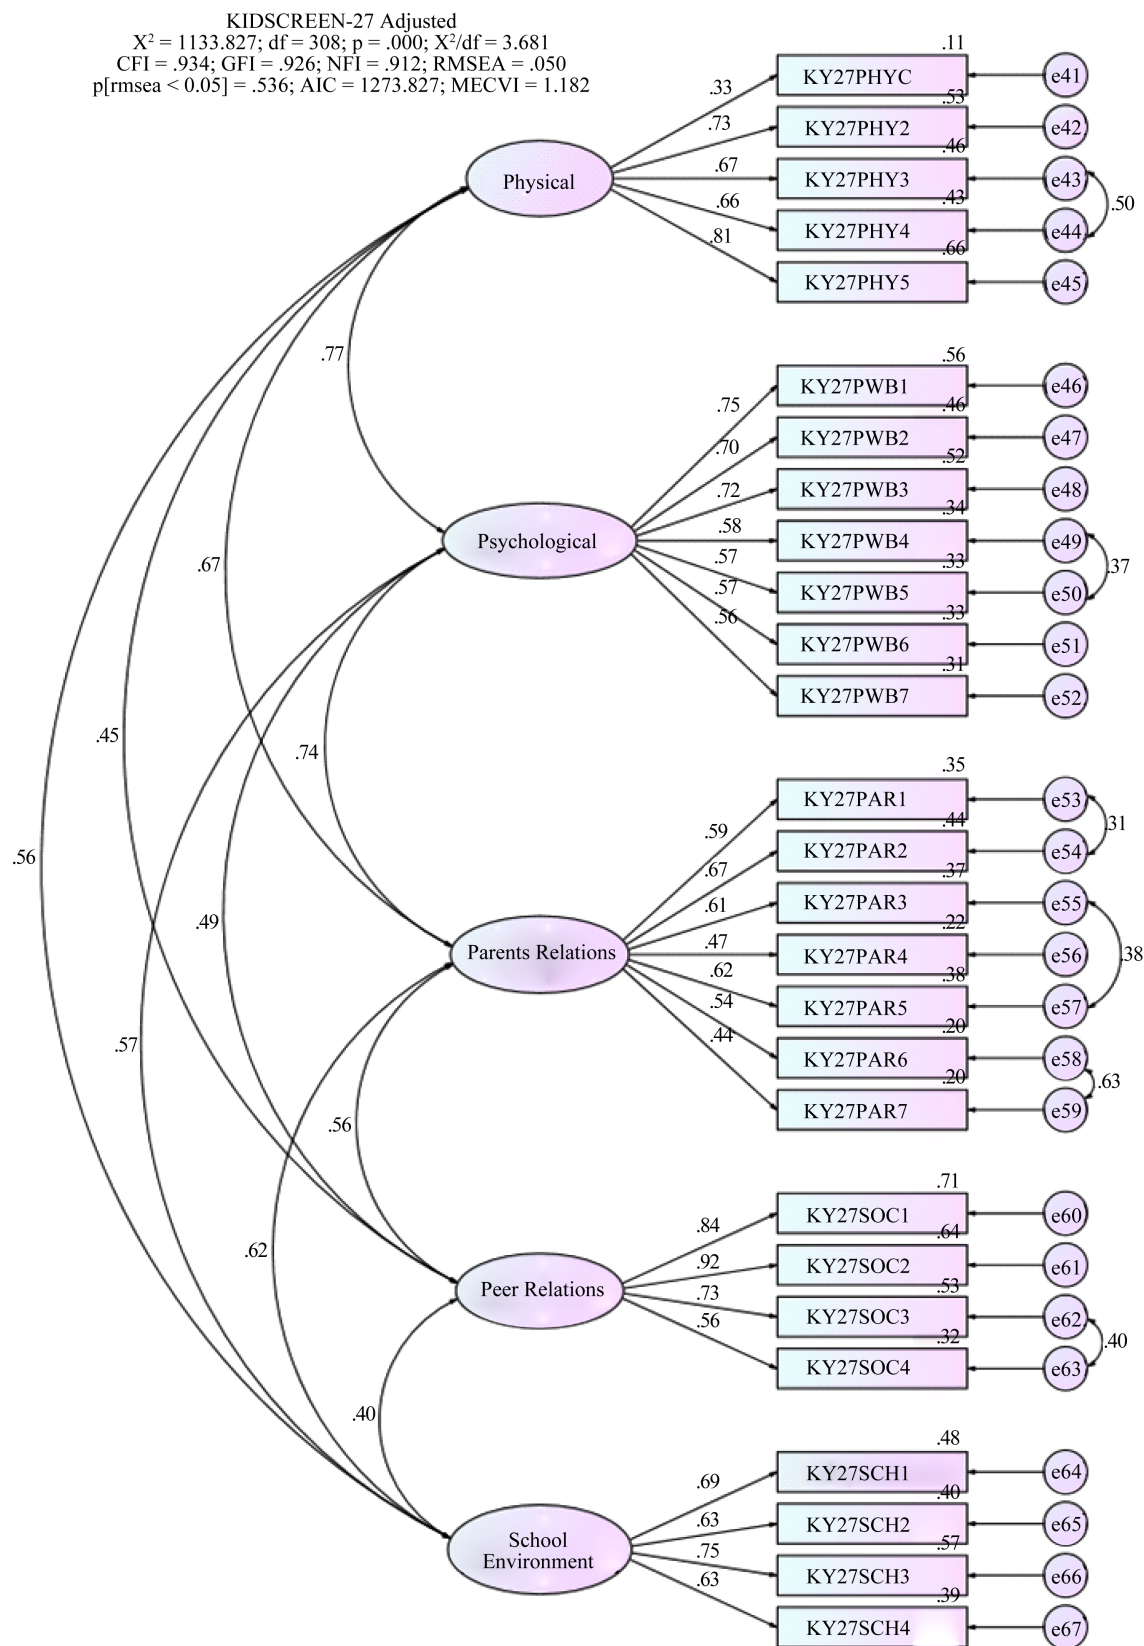 KIDSCREEN-27 Adjusted
X² = 1133.827; df = 308; p = .000; X²/df = 3.681
CFI = .934; GFI = .926; NFI = .912; RMSEA = .050
p[rmsea < 0.05] = .536; AIC = 1273.827; MECVI = 1.182
.11
.33
KY27PHYC
e41
.53
.73
KY27PHY2
e42
.46
Physical
.67
KY27PHY3
e43
.43
.50
.66
KY27PHY4
e44
.66
.81
KY27PHY5
e45
.77
.56
.75
KY27PWB1
e46
.46
.70
KY27PWB2
e47
.52
.72
KY27PWB3
e48
.34
Psychological
.58
KY27PWB4
e49
.33
.37
.57
KY27PWB5
e50
.33
.57
KY27PWB6
e51
.31
.56
KY27PWB7
e52
.67
.45
.74
.35
.59
KY27PAR1
e53
.44
.31
.67
KY27PAR2
e54
.37
.61
KY27PAR3
e55
.22
.38
Parents Relations
.47
KY27PAR4
e56
.38
.62
KY27PAR5
e57
.20
.54
KY27PAR6
e58
.20
.63
.44
KY27PAR7
e59
.56
.49
.57
.56
.71
.84
KY27SOC1
e60
.64
.92
KY27SOC2
e61
.53
Peer Relations
.73
KY27SOC3
e62
.32
.40
.56
KY27SOC4
e63
.62
.40
.48
.69
KY27SCH1
e64
.40
.63
KY27SCH2
e65
.57
School
Environment
.75
KY27SCH3
e66
.39
.63
KY27SCH4
e67